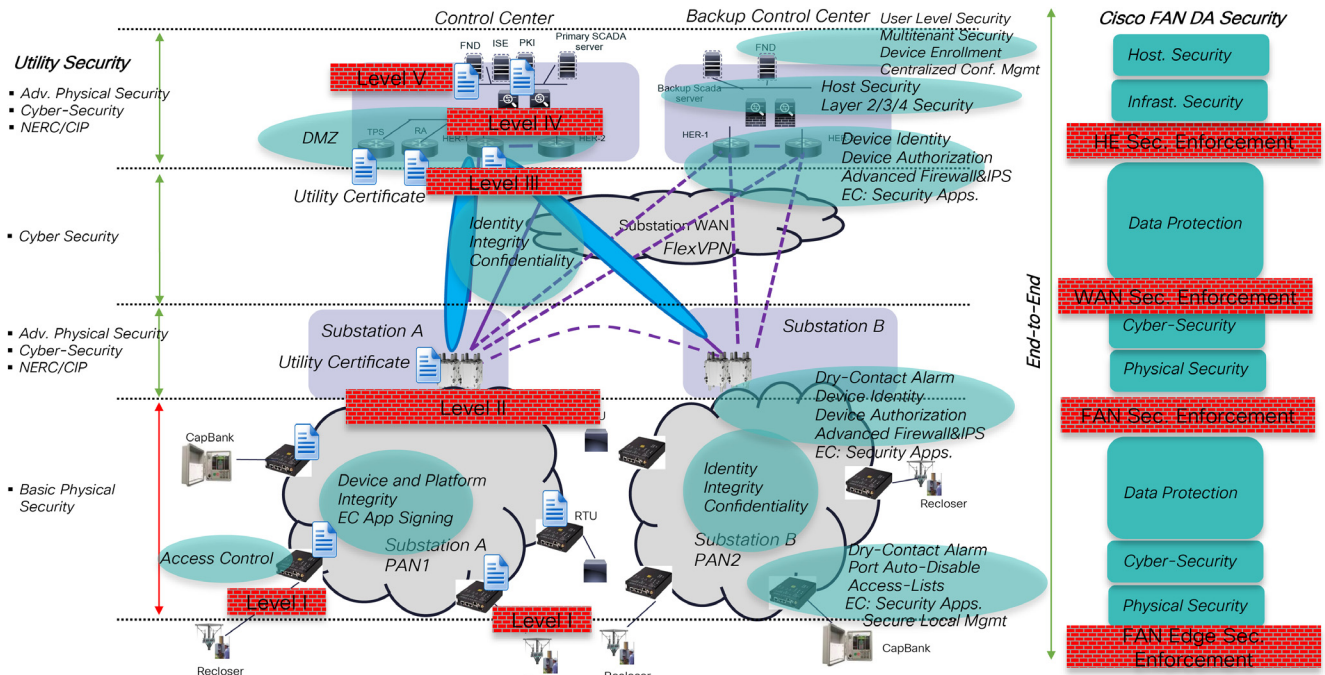 Control Center
Backup Control Center
Cisco FAN DA Security
Utility Security
Adv. Physical Security
Cyber-Security
NERC/CIP
FND
ISE
PKI
Primary SCADA
server
Level V
Level IV
DMZ
TPS
RA
HER-1
HER-2
Level III
Utility Certificate
FND
Backup Scada
server
HER-1
User Level Security
Multitenant Security
Device Enrollment
Centralized Conf. Mgmt
Host Security
Layer 2/3/4 Security
Device Identity
Device Authorization
Advanced Firewall&IPS
EC: Security Apps.
Cyber Security
Identity
Integrity
Confidentiality
Substation WAN
FlexVPN
Adv. Physical Security
Cyber-Security
NERC/CIP
Substation A
Utility Certificate
Substation B
Level II
Dry-Contact Alarm
Device Identity
Device Authorization
Advanced Firewall&IPS
EC: Security Apps.
Basic Physical
Security
CapBank
Device and Platform
Integrity
EC App Signing
Substation A
PAN1
RTU
Access Control
Level I
Level I
Recloser
Identity
Integrity
Confidentiality
Substation B
PAN2
Recloser
Dry-Contact Alarm
Port Auto-Disable
Access-Lists
EC: Security Apps.
Secure Local Mgmt
CapBank
Recloser
End-to-End
Host. Security
Infrast. Security
HE Sec. Enforcement
Data Protection
WAN Sec. Enforcement
Cyber-Security
Physical Security
FAN Sec. Enforcement
Data Protection
Cyber-Security
Physical Security
FAN Edge Sec.
Enforcement